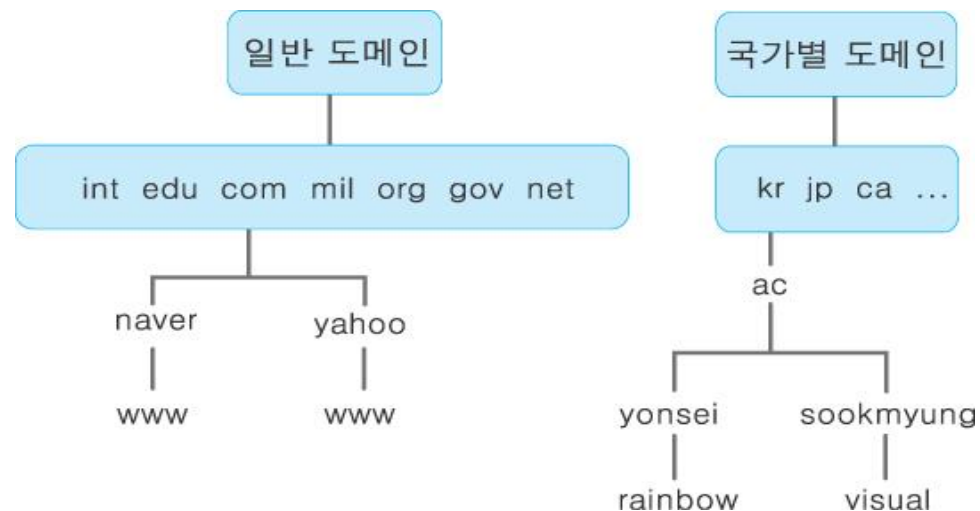 일반 도메인
int edu com mil org gov net
naver yahoo
www www
국가별 도메인
kr jp ca ...
ac
yonsei sookmyung
rainbow visual